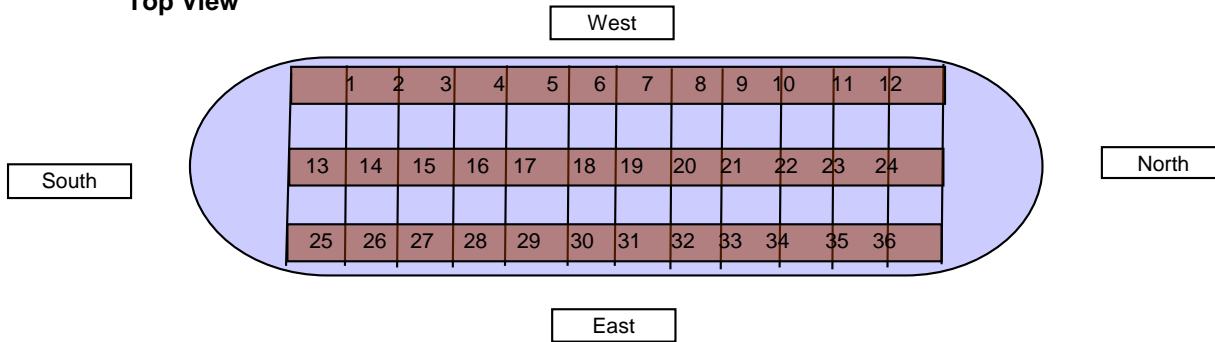 Top View
West
1 2 3 4 5 6 7 8 9 10 11 12
13 14 15 16 17 18 19 20 21 22 23 24
South
North
25 26 27 28 29 30 31 32 33 34 35 36
East